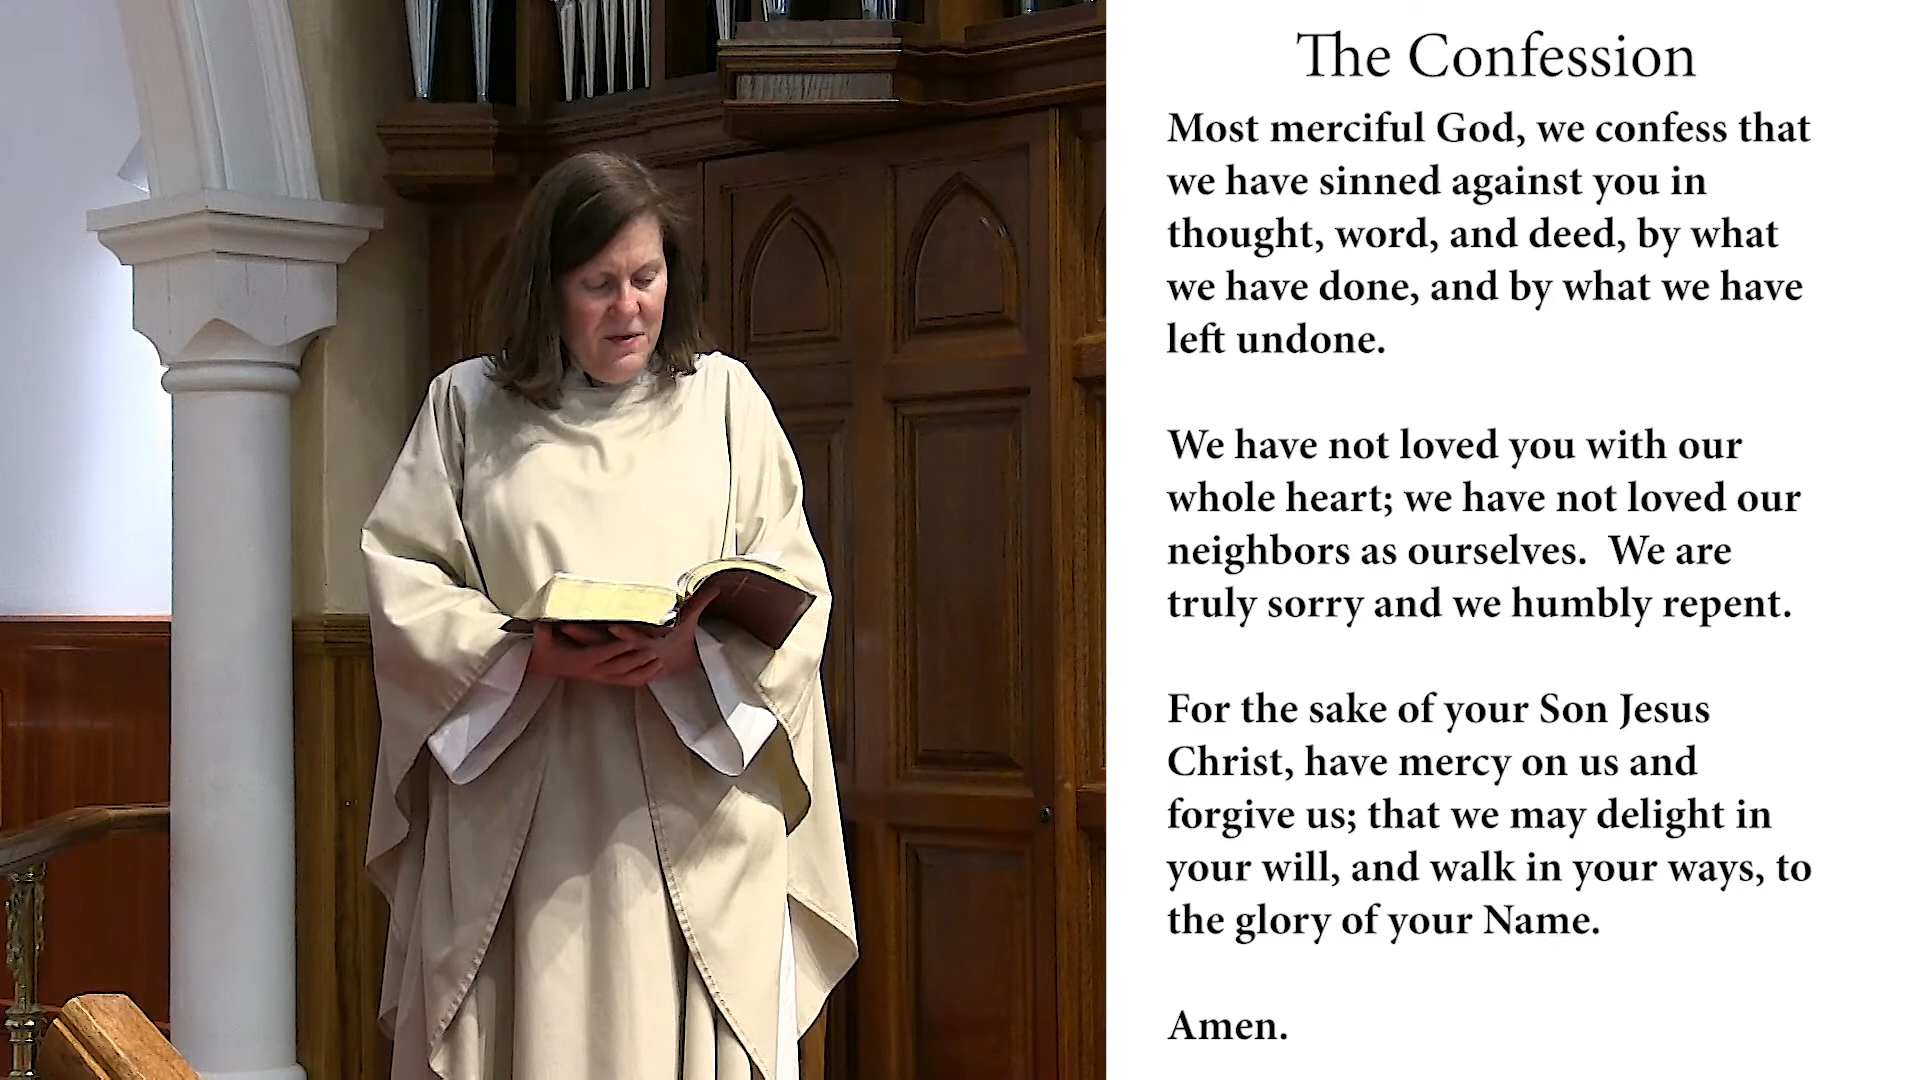 The Confession
Most merciful God, we confess that
we have sinned against you in
thought, word, and deed, by what
we have done, and by what we have
left undone.
We have not loved you with our
whole heart; we have not loved our
neighbors as ourselves.  We are
truly sorry and we humbly repent.
For the sake of your Son Jesus
Christ, have mercy on us and
forgive us; that we may delight in
your will, and walk in your ways, to
the glory of your Name.
Amen.